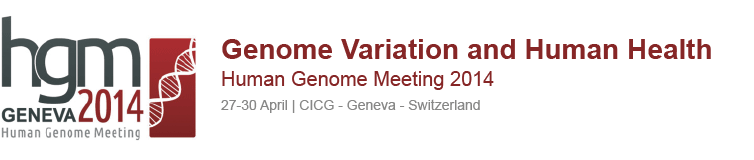 hgm
GENEVA 2014
Human Genome Meeting
Genome Variation and Human Health
Human Genome Meeting 2014
27-30 April | CICG - Geneva - Switzerland